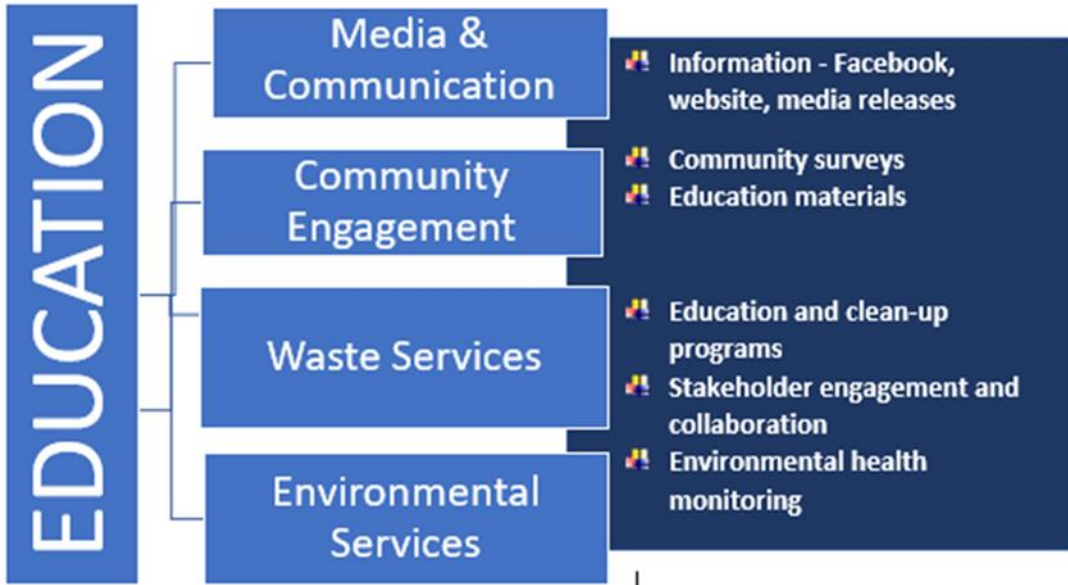 EDUCATION
Media &
Communication
Information - Facebook,
website, media releases
Community
Engagement
Community surveys
Education materials
Waste Services
Education and clean-up
programs
Stakeholder engagement and
collaboration
Environmental
Services
Environmental health
monitoring